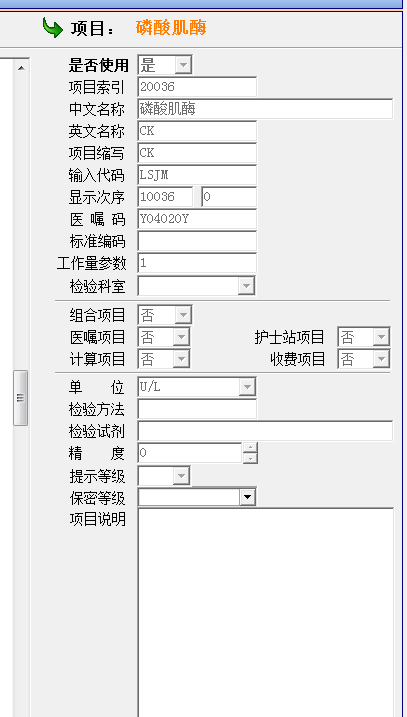 项目： 磷酸肌酶
是否使用 是
项目索引 20036
中文名称 磷酸肌酶
英文名称 CK
项目缩写 CK
输入代码 LSJM
显示次序 10036 0
医嘱码 Y04020Y
标准编码
工作量参数 1
检验科室
组合项目 否
医嘱项目 否 护士站项目 否
计算项目 否 收费项目 否
单位 U/L
检验方法
检验试剂
精度 0
提示等级
保密等级
项目说明